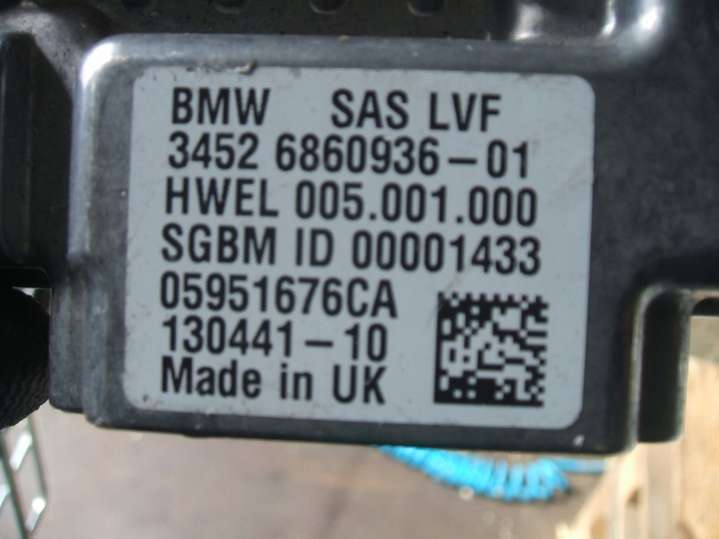 BMW SAS LVF
3452 6860936-01
HWEL 005.001.000
SGBM ID 00001433
05951676CA
130441-10
Made in UK